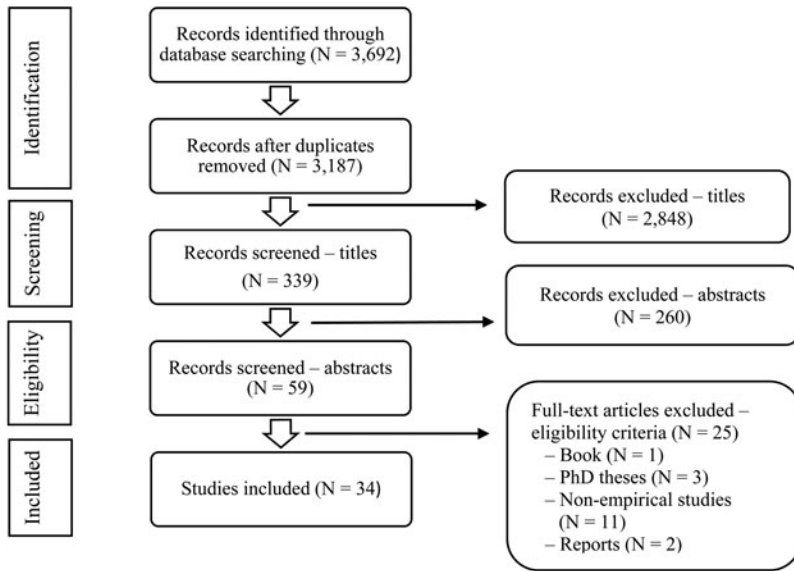 Identification
Records identified through
database searching (N = 3,692)
Records after duplicates
removed (N = 3,187)
Records excluded – titles
(N = 2,848)
Screening
Records screened – titles
(N = 339)
Records excluded – abstracts
(N = 260)
Eligibility
Records screened – abstracts
(N = 59)
Full-text articles excluded –
eligibility criteria (N = 25)
– Book (N = 1)
– PhD theses (N = 3)
– Non-empirical studies
(N = 11)
– Reports (N = 2)
Included
Studies included (N = 34)